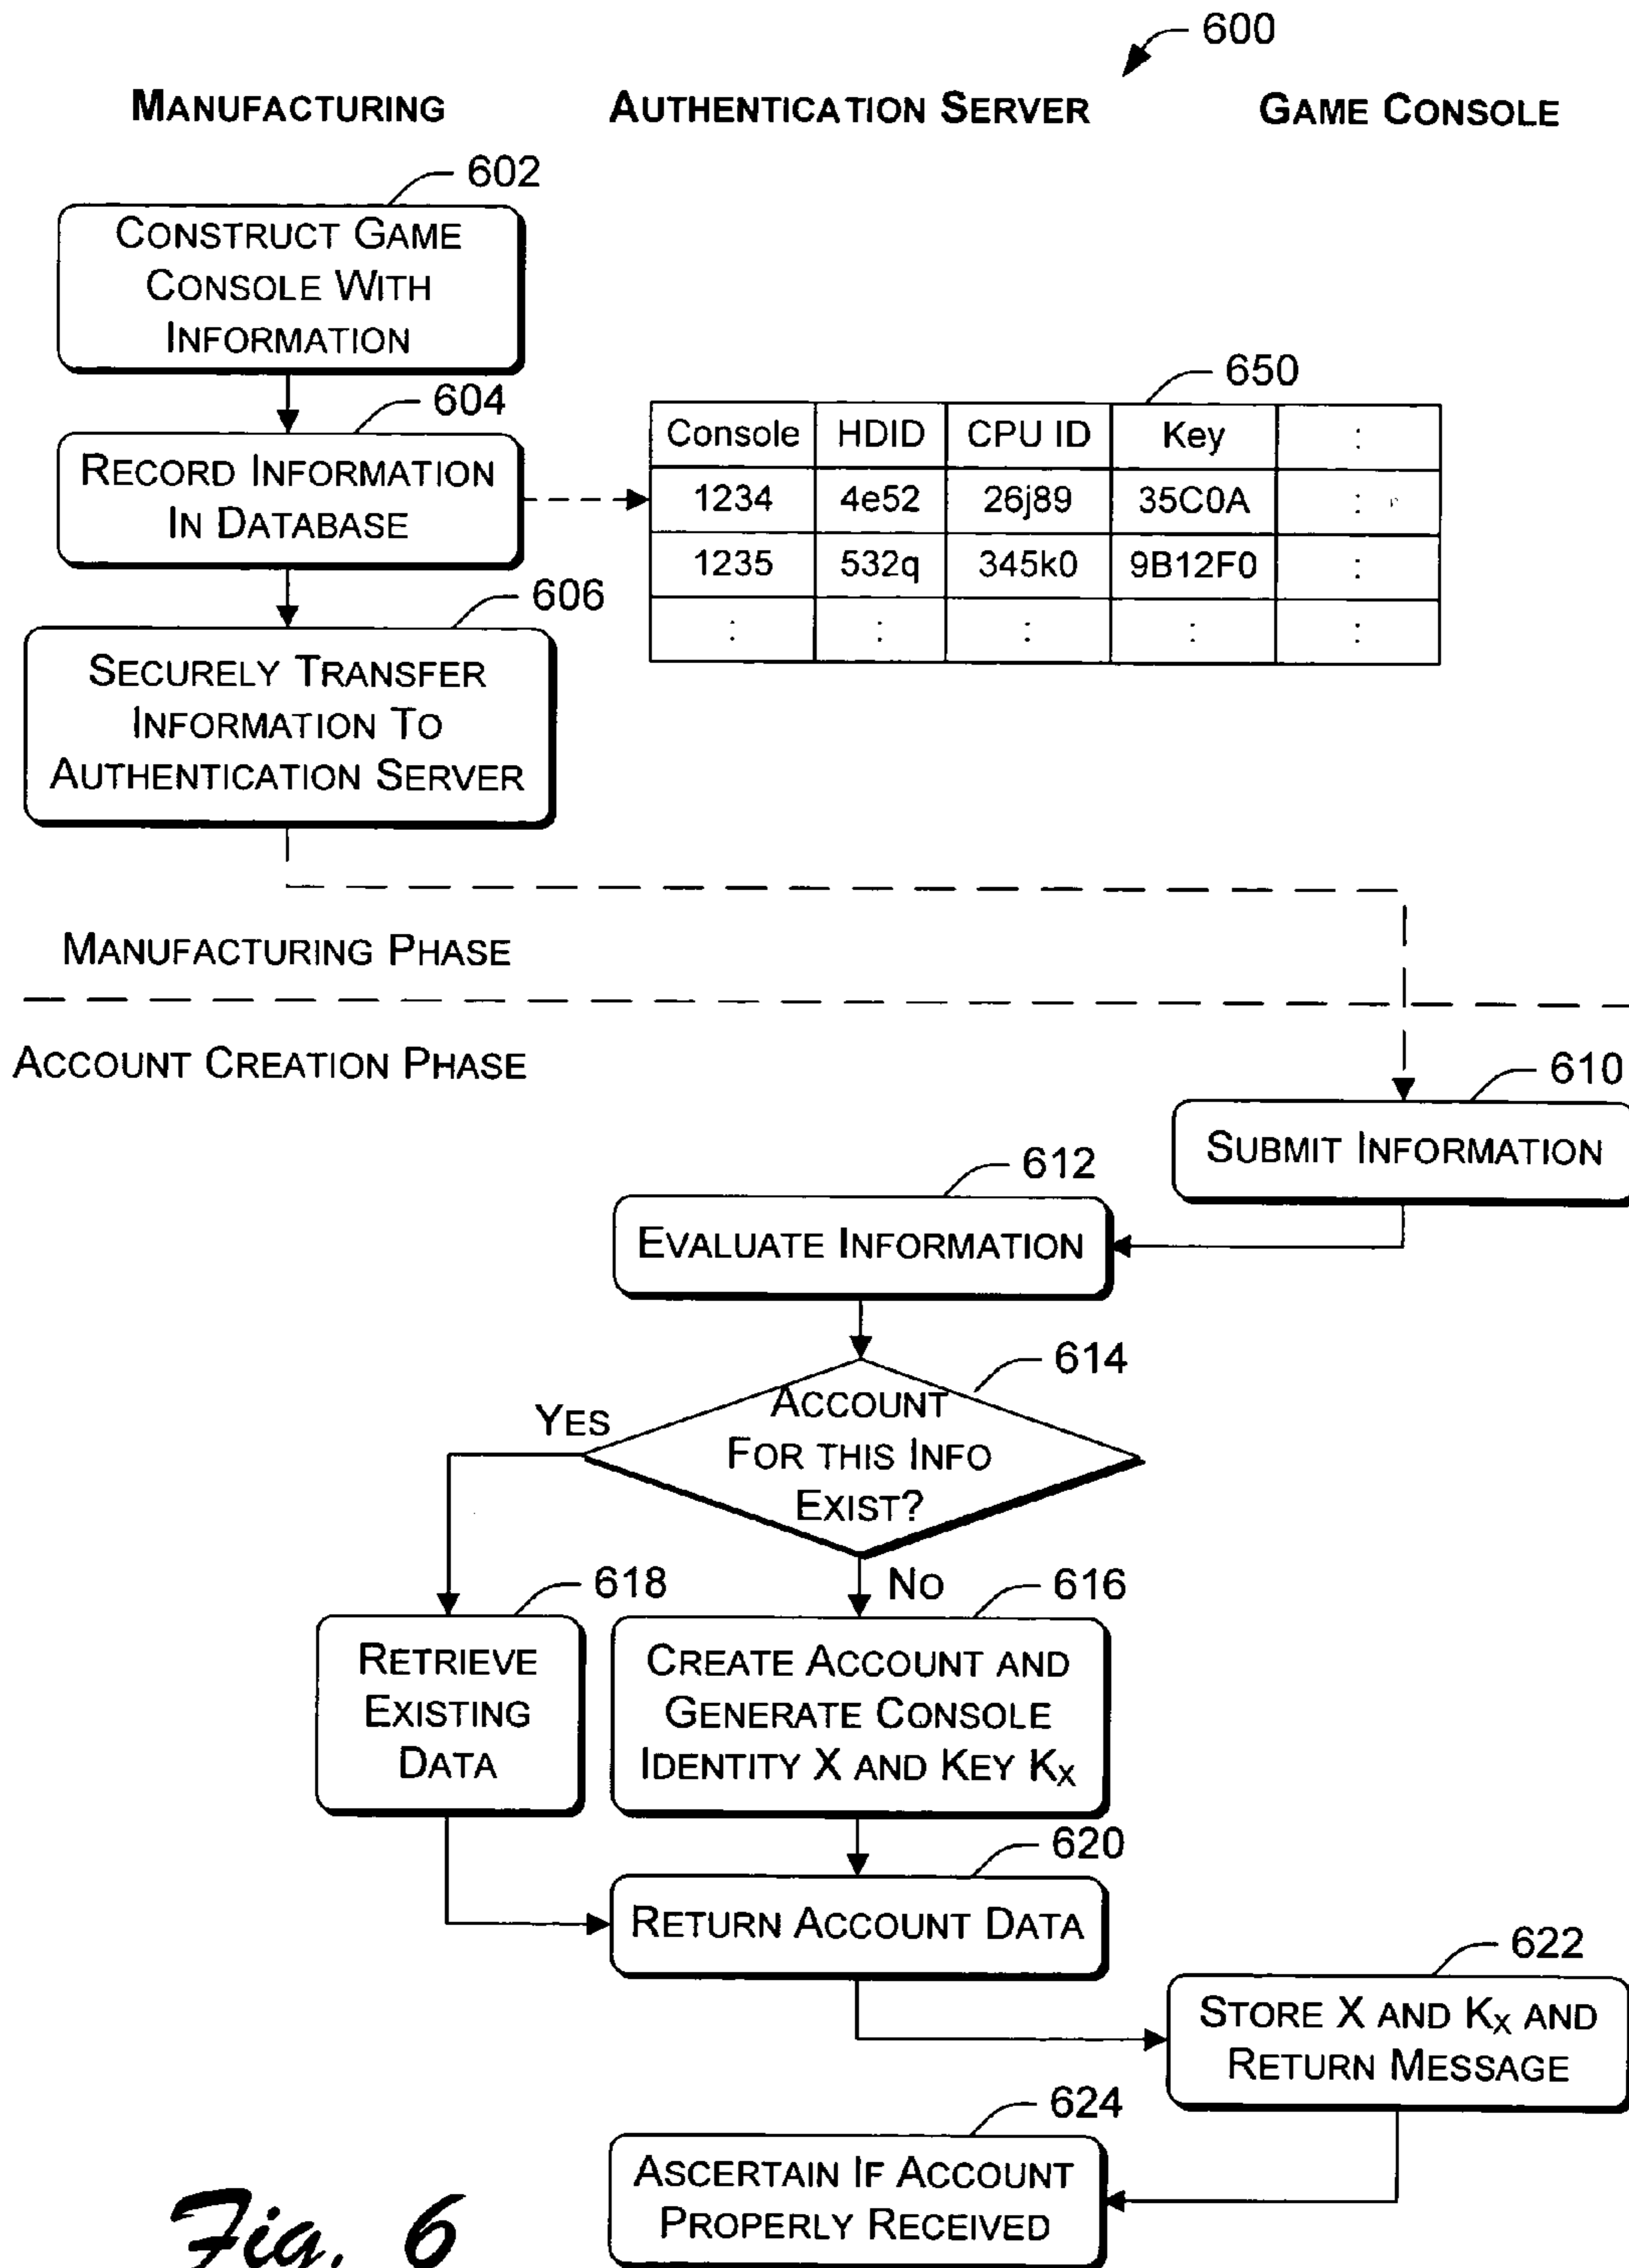 600
MANUFACTURING
AUTHENTICATION SERVER
GAME CONSOLE
602
CONSTRUCT GAME
CONSOLE WITH
INFORMATION
604
RECORD INFORMATION
IN DATABASE
650
Console HDID CPU ID Key :
1234 4e52 26j89 35C0A :
1235 532q 345k0 9B12F0 :
: : : : :
606
SECURELY TRANSFER
INFORMATION TO
AUTHENTICATION SERVER
MANUFACTURING PHASE
ACCOUNT CREATION PHASE
610
SUBMIT INFORMATION
612
EVALUATE INFORMATION
614
ACCOUNT
FOR THIS INFO
EXIST?
YES
NO
618
RETRIEVE
EXISTING
DATA
616
CREATE ACCOUNT AND
GENERATE CONSOLE
IDENTITY X AND KEY KX
620
RETURN ACCOUNT DATA
622
STORE X AND KX AND
RETURN MESSAGE
624
ASCERTAIN IF ACCOUNT
PROPERLY RECEIVED
Fig. 6